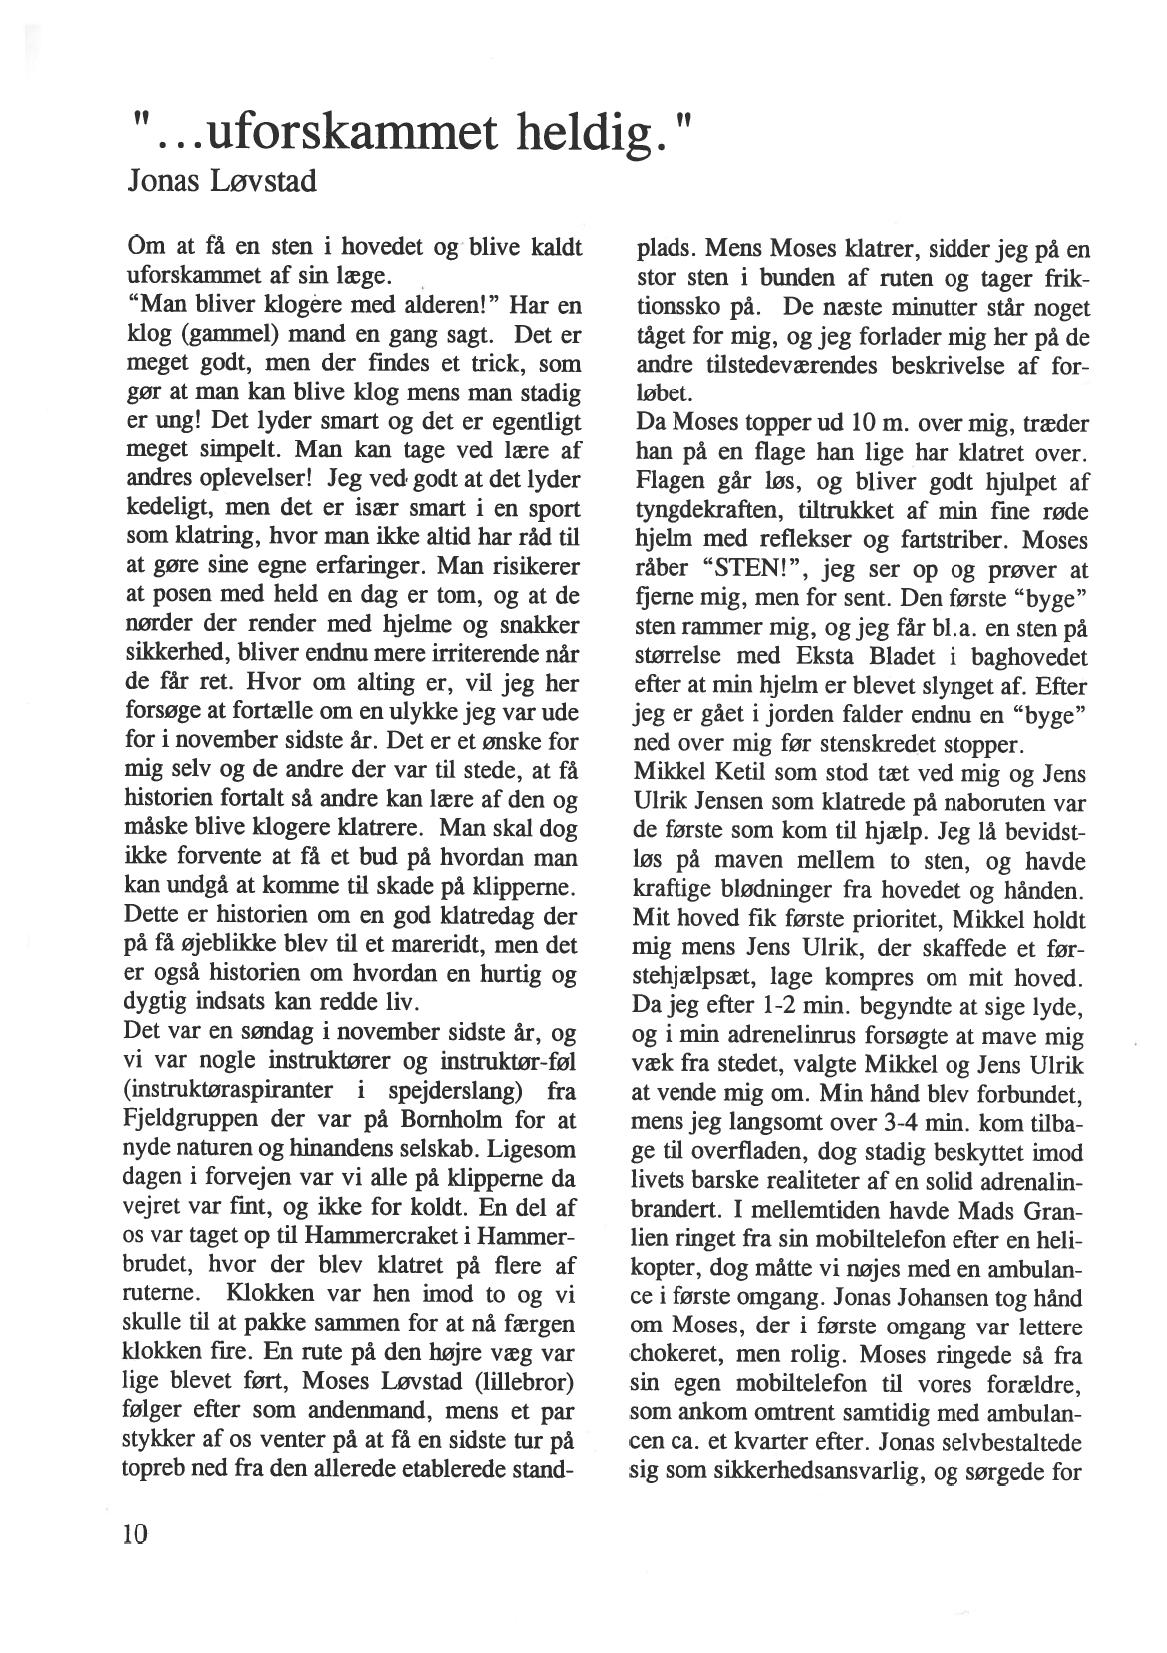 "...uforskammet heldig."
Jonas Løvstad
Om at få en sten i hovedet og blive kaldt
uforskammet af sin læge.
“Man bliver klogere med alderen!” Har en
klog (gammel) mand en gang sagt. Det er
meget godt, men der findes et trick, som
gør at man kan blive klog mens man stadig
er ung! Det lyder smart og det er egentligt
meget simpelt. Man kan tage ved lære af
andres oplevelser! Jeg ved godt at det lyder
kedeligt, men det er især smart i en sport
som klatring, hvor man ikke altid har råd til
at gøre sine egne erfaringer. Man risikerer
at posen med held en dag er tom, og at de
nørder der render med hjelme og snakker
sikkerhed, bliver endnu mere irriterende når
de får ret. Hvor om alting er, vil jeg her
forsøge at fortælle om en ulykke jeg var ude
for i november sidste år. Det er et ønske for
mig selv og de andre der var til stede, at få
historien fortalt så andre kan lære af den og
måske blive klogere klatrere. Man skal dog
ikke forvente at få et bud på hvordan man
kan undgå at komme til skade på klipperne.
Dette er historien om en god klatredag der
på få øjeblikke blev til et mareridt, men det
er også historien om hvordan en hurtig og
dygtig indsats kan redde liv.
Det var en søndag i november sidste år, og
vi var nogle instruktører og instruktør-føl
(instruktøraspiranter i spejderslang) fra
Fjeldgruppen der var på Bornholm for at
nyde naturen og hinandens selskab. Ligesom
dagen i forvejen var vi alle på klipperne da
vejret var fint, og ikke for koldt. En del af
os var taget op til Hammercraket i Hammer-
brudet, hvor der blev klatret på flere af
ruterne. Klokken var hen imod to og vi
skulle til at pakke sammen for at nå færgen
klokken fire. En rute på den højre væg var
lige blevet ført, Moses Løvstad (lillebror)
følger efter som andenmand, mens et par
stykker af os venter på at få en sidste tur på
topreb ned fra den allerede etablerede stand-
plads. Mens Moses klatrer, sidder jeg på en
stor sten i bunden af ruten og tager frik-
tionssko på. De næste minutter står noget
tåget for mig, og jeg forlader mig her på de
andre tilstedeværendes beskrivelse af for-
løbet.
Da Moses topper ud 10 m. over mig, træder
han på en flage han lige har klatret over.
Flagen går løs, og bliver godt hjulpet af
tyngdekraften, tiltrukket af min fine røde
hjelm med reflekser og fartstriber. Moses
råber “STEN!”, jeg ser op og prøver at
fjerne mig, men for sent. Den første “byge”
sten rammer mig, og jeg får bl.a. en sten på
størrelse med Eksta Bladet i baghovedet
efter at min hjelm er blevet slynget af. Efter
jeg er gået i jorden falder endnu en “byge”
ned over mig før stenskredet stopper.
Mikkel Ketil som stod tæt ved mig og Jens
Ulrik Jensen som klatrede på naboruten var
de første som kom til hjælp. Jeg lå bevidst-
løs på maven mellem to sten, og havde
kraftige blødninger fra hovedet og hånden.
Mit hoved fik første prioritet, Mikkel holdt
mig mens Jens Ulrik, der skaffede et før-
stehjælpsæt, lage kompres om mit hoved.
Da jeg efter 1-2 min. begyndte at sige lyde,
og i min adrenelinrus forsøgte at mave mig
væk fra stedet, valgte Mikkel og Jens Ulrik
at vende mig om. Min hånd blev forbundet,
mens jeg langsomt over 3-4 min. kom tilba-
ge til overfladen, dog stadig beskyttet imod
livets barske realiteter af en solid adrenalin-
brandert. I mellemtiden havde Mads Gran-
lien ringet fra sin mobiltelefon efter en heli-
kopter, dog måtte vi nøjes med en ambulan-
ce i første omgang. Jonas Johansen tog hånd
om Moses, der i første omgang var lettere
chokeret, men rolig. Moses ringede så fra
sin egen mobiltelefon til vores forældre,
som ankom omtrent samtidig med ambulan-
cen ca. et kvarter efter. Jonas selvbestaltede
sig som sikkerhedsansvarlig, og sørgede for
10